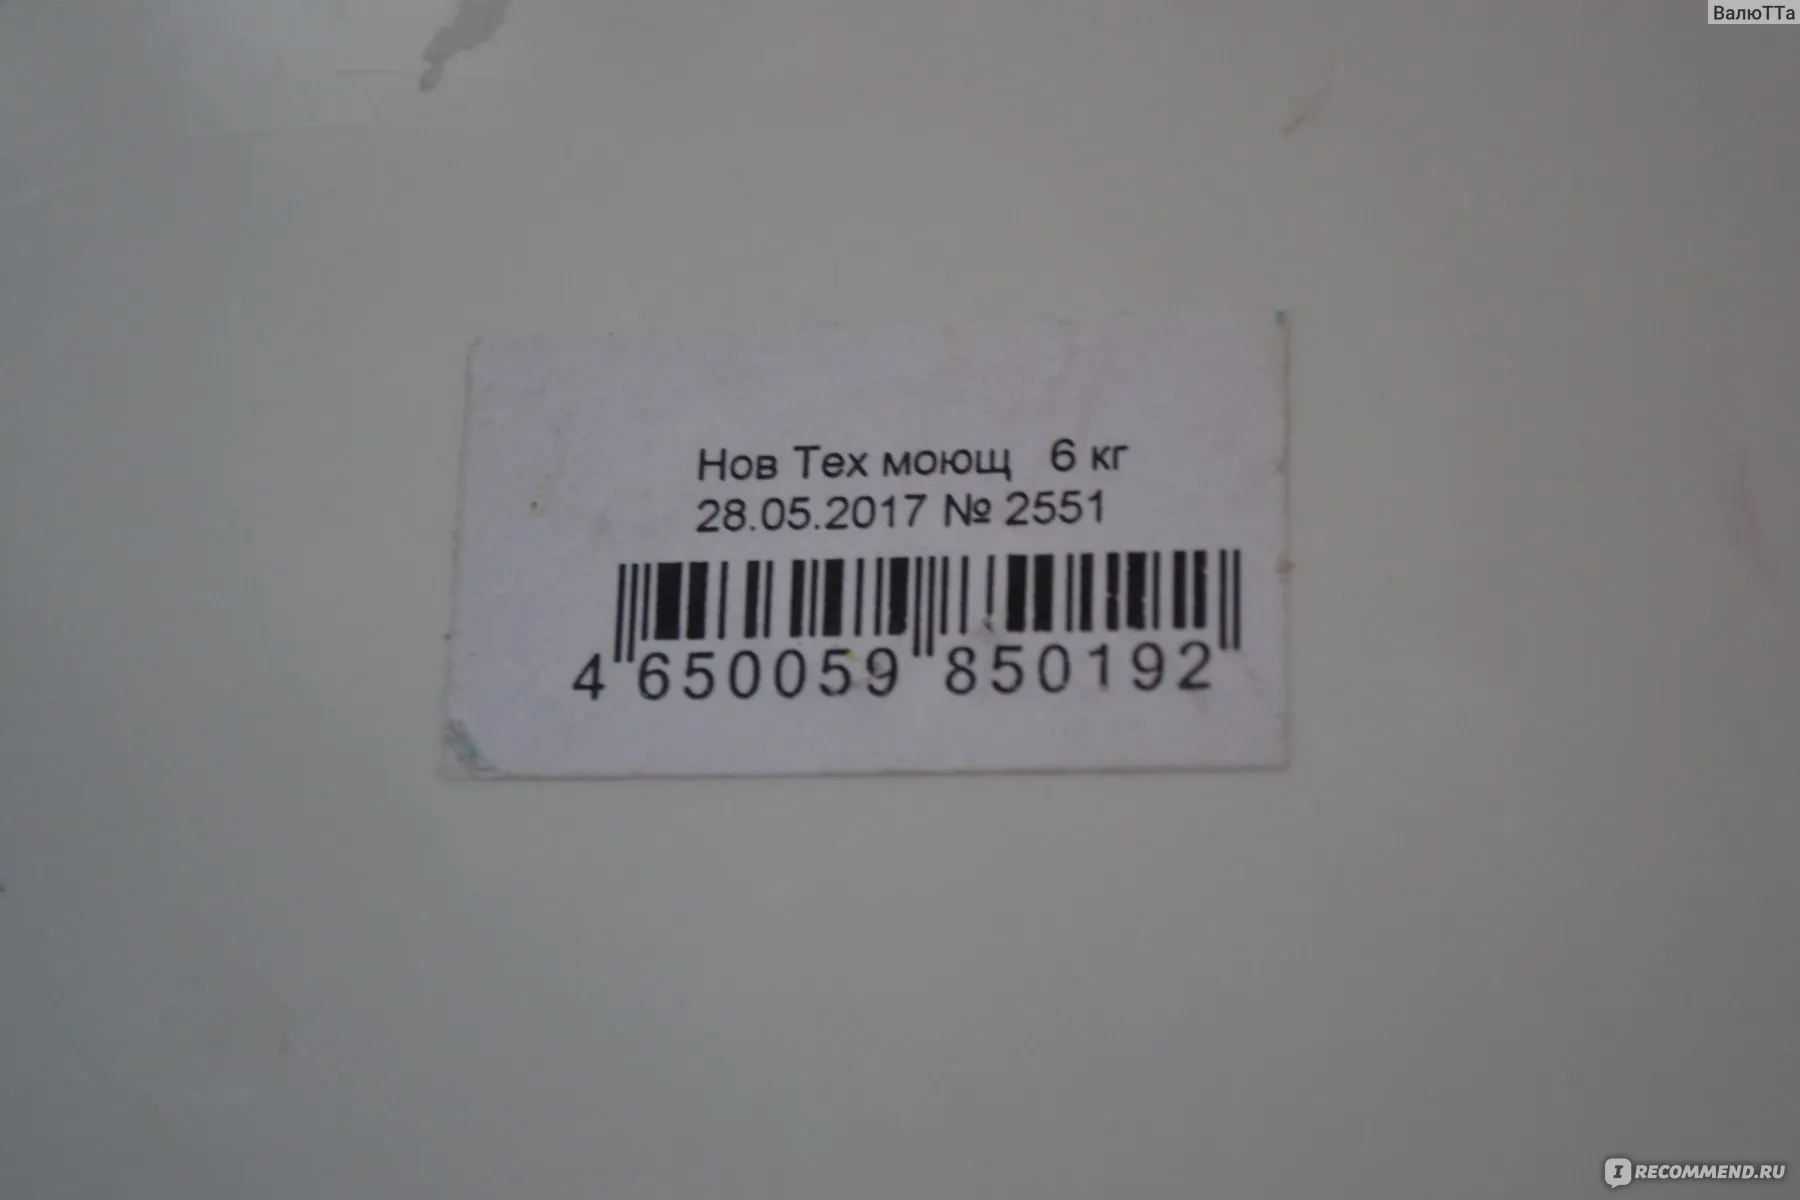 ВалюТТа
Нов Тех моющ 6 кг
28.05.2017 № 2551
4 650059 850192
I RECOMMEND.RU